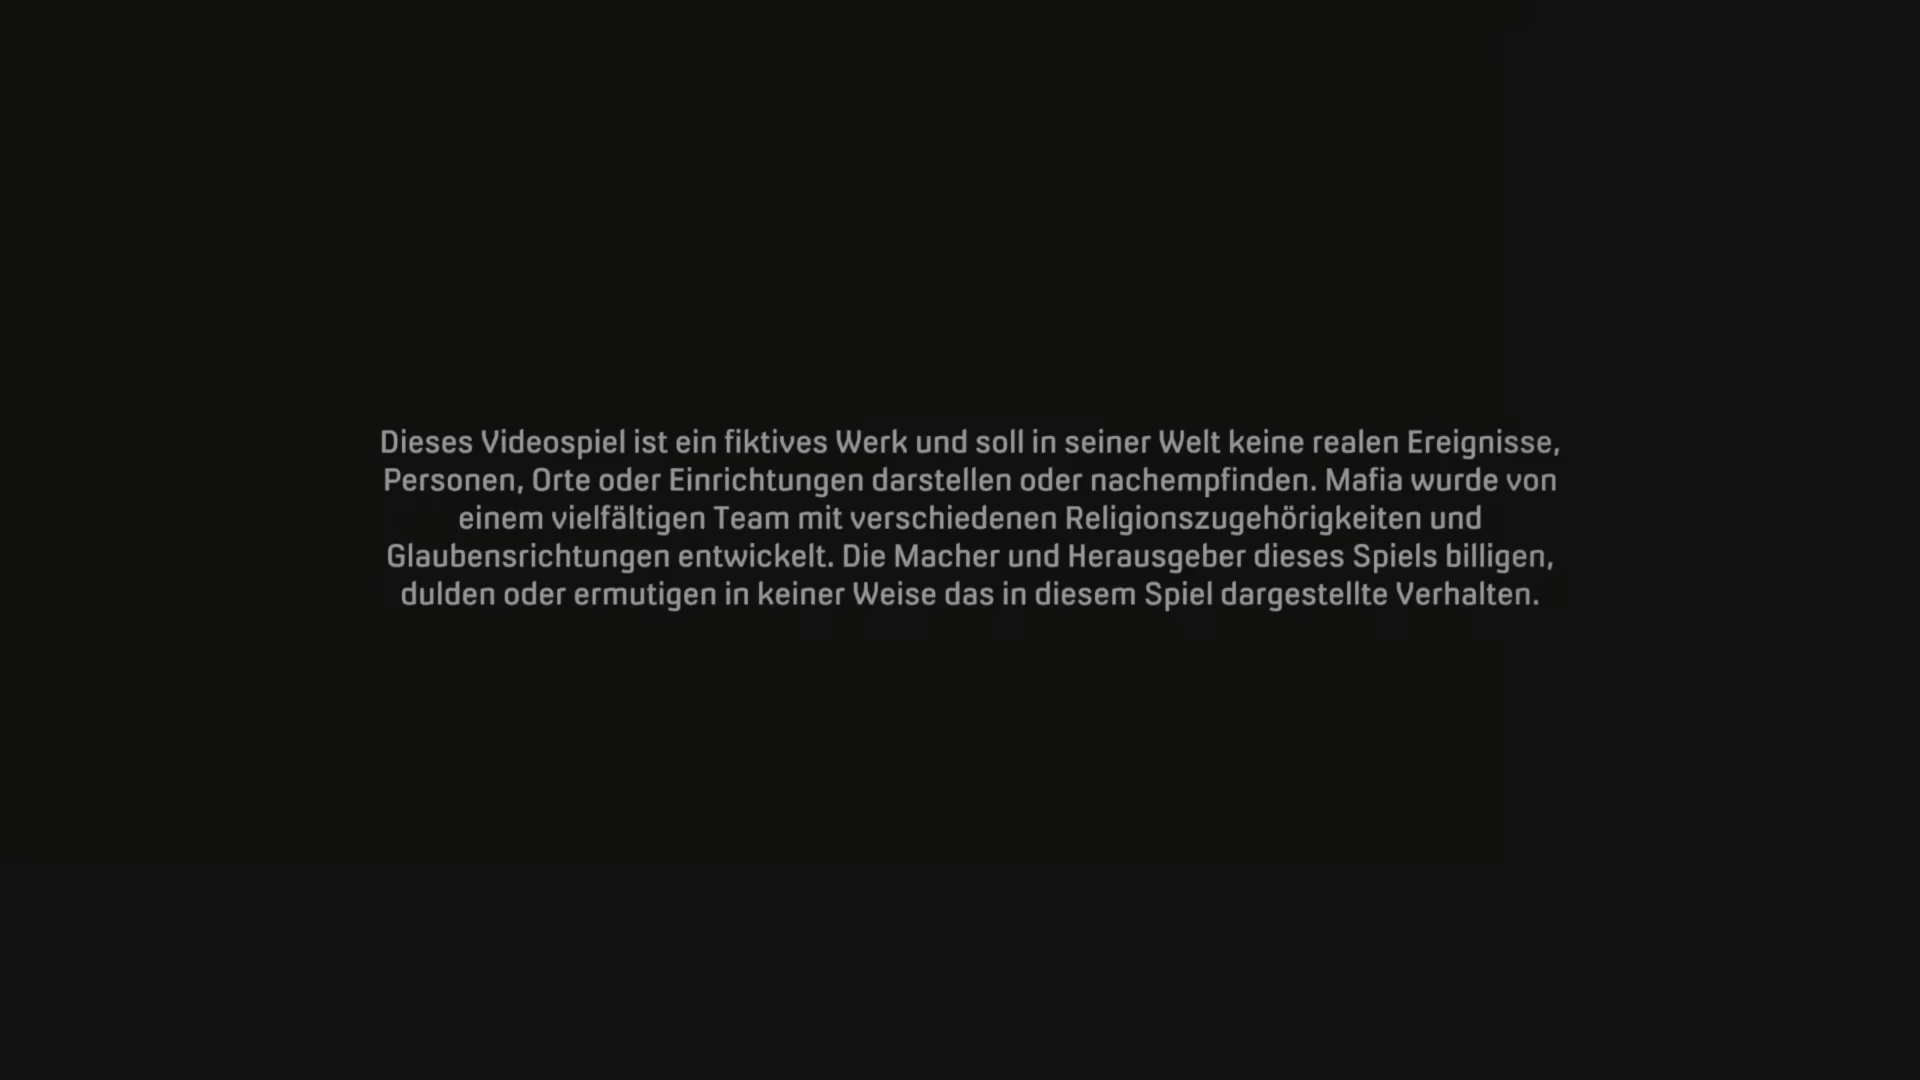 Dieses Videospiel ist ein fiktives Werk und soll in seiner Welt keine realen Ereignisse,
Personen, Orte oder Einrichtungen darstellen oder nachempfinden. Mafia wurde von
einem vielfältigen Team mit verschiedenen Religionszugehörigkeiten und
Glaubensrichtungen entwickelt. Die Macher und Herausgeber dieses Spiels billigen,
dulden oder ermutigen in keiner Weise das in diesem Spiel dargestellte Verhalten.